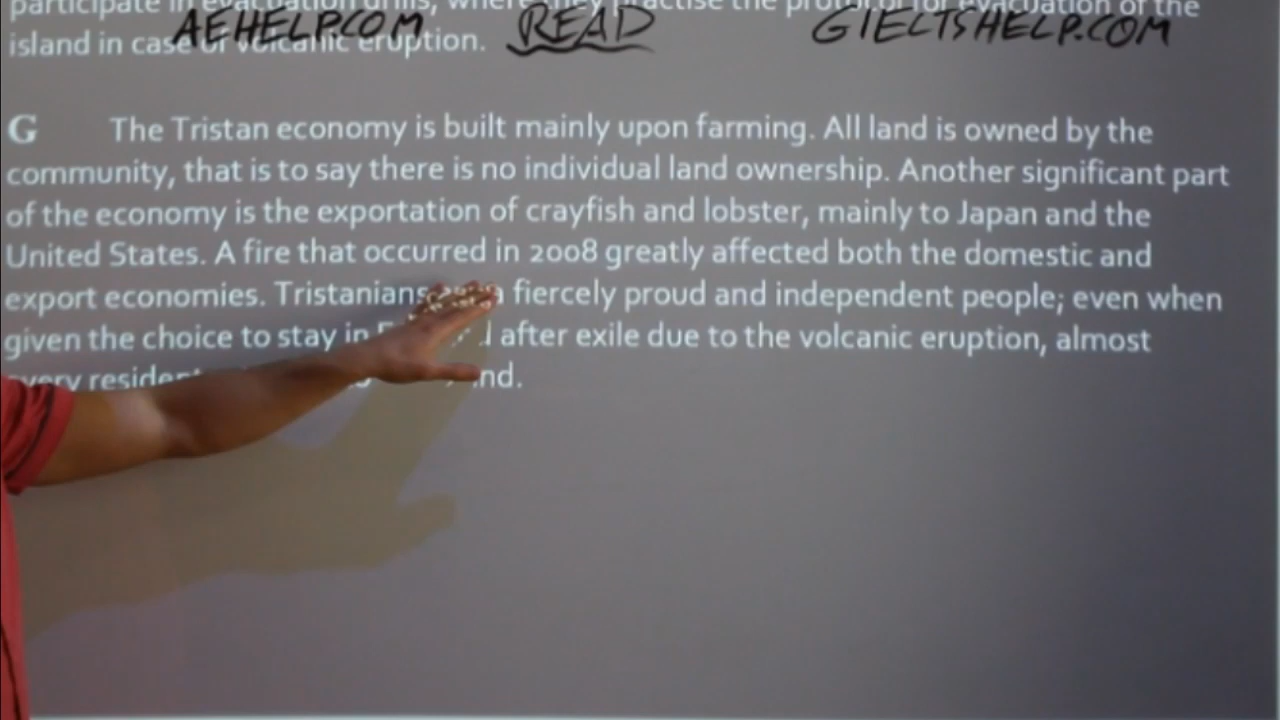 participate in evacuation drills, where they practise the protocol for evacuation of the
AEHELP.COM READ GIELTSHELP.COM
island in case of volcanic eruption.
G The Tristan economy is built mainly upon farming. All land is owned by the
community, that is to say there is no individual land ownership. Another significant part
of the economy is the exportation of crayfish and lobster, mainly to Japan and the
United States. A fire that occurred in 2008 greatly affected both the domestic and
export economies. Tristanians fiercely proud and independent people; even when
given the choice to stay in after exile due to the volcanic eruption, almost
every